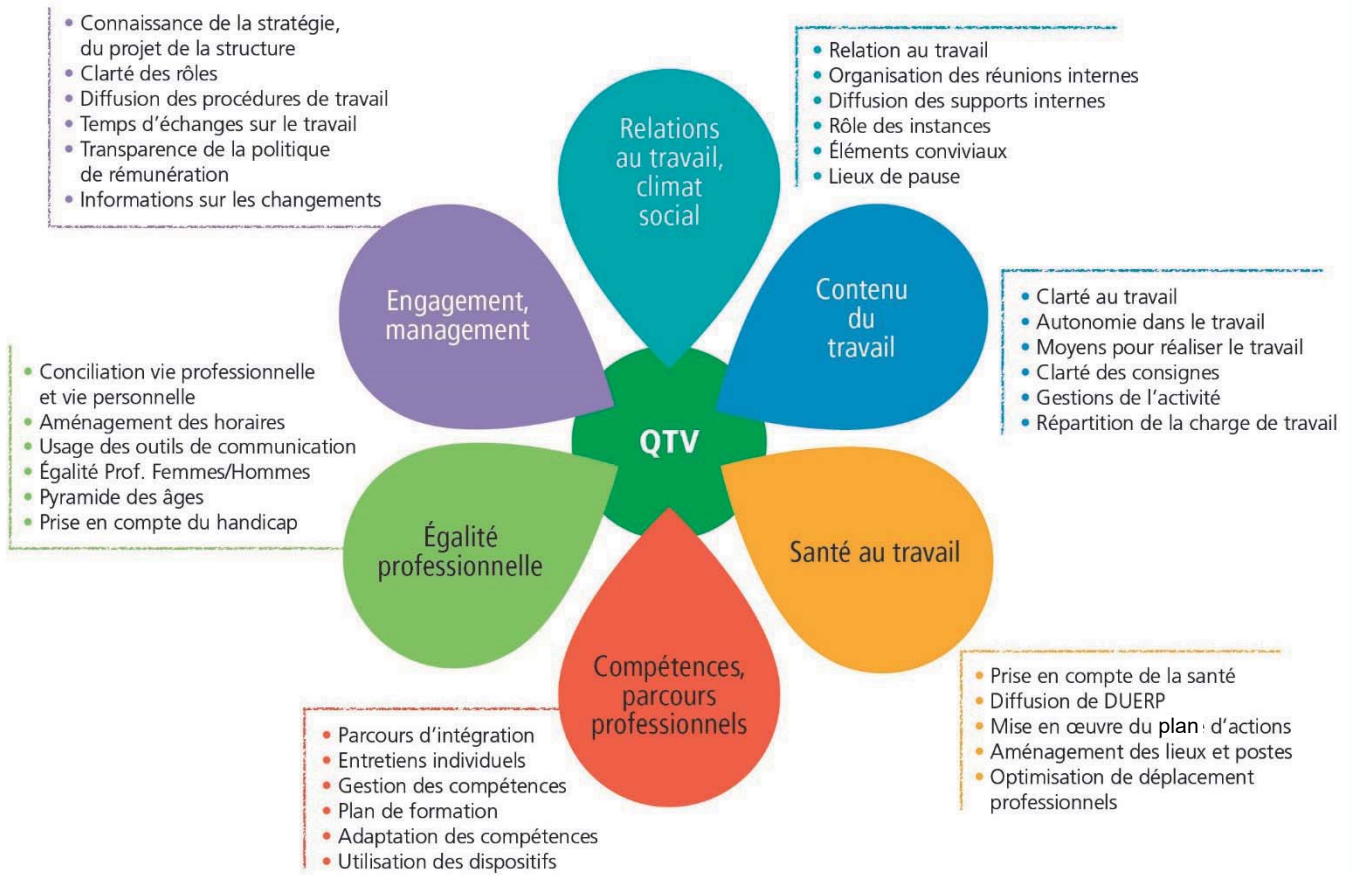 • Connaissance de la stratégie,
du projet de la structure
• Clarté des rôles
• Diffusion des procédures de travail
• Temps d'échanges sur le travail
• Transparence de la politique
de rémunération
• Informations sur les changements
Relations
au travail,
climat
social
• Relation au travail
• Organisation des réunions internes
• Diffusion des supports internes
• Rôle des instances
• Éléments conviviaux
• Lieux de pause
Engagement,
management
Contenu
du
travail
• Clarté au travail
• Autonomie dans le travail
• Moyens pour réaliser le travail
• Clarté des consignes
• Gestions de l'activité
• Répartition de la charge de travail
• Conciliation vie professionnelle
et vie personnelle
• Aménagement des horaires
• Usage des outils de communication
• Égalité Prof. Femmes/Hommes
• Pyramide des âges
• Prise en compte du handicap
QTV
Égalité
professionnelle
Santé au travail
Compétences,
parcours
professionnels
• Prise en compte de la santé
• Diffusion de DUERP
• Mise en œuvre du plan d'actions
• Aménagement des lieux et postes
• Optimisation de déplacement
professionnels
• Parcours d'intégration
• Entretiens individuels
• Gestion des compétences
• Plan de formation
• Adaptation des compétences
• Utilisation des dispositifs